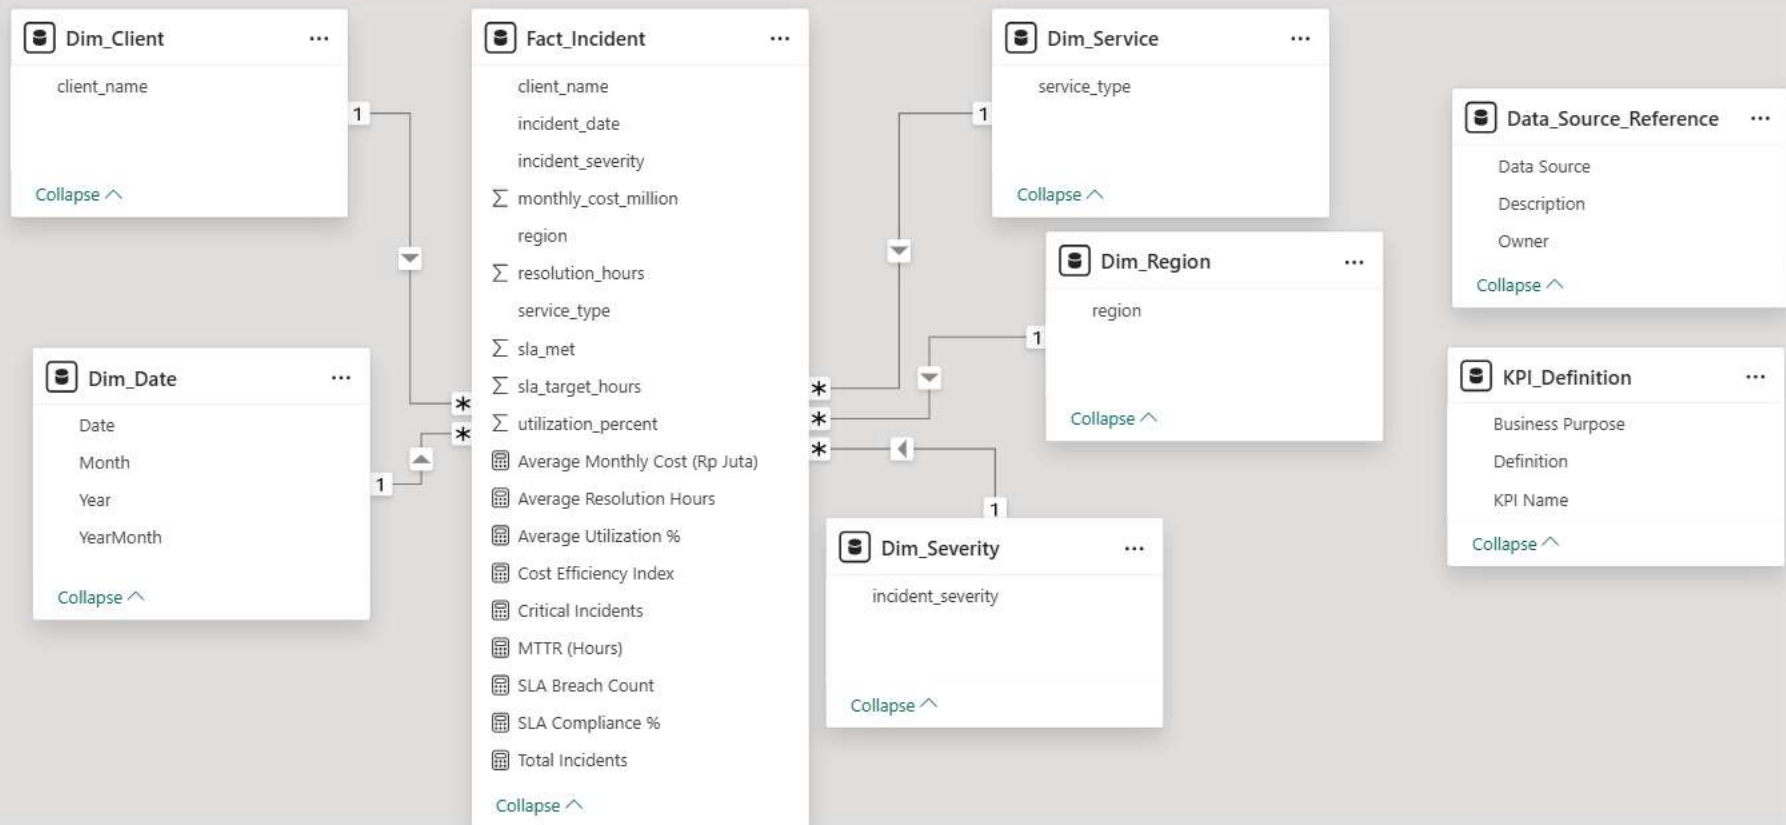 Dim_Client
client_name
Collapse
1
Dim_Date
Date
Month
Year
YearMonth
Collapse
1
Fact_Incident
client_name
incident_date
incident_severity
∑ monthly_cost_million
region
∑ resolution_hours
service_type
∑ sla_met
∑ sla_target_hours
∑ utilization_percent
Average Monthly Cost (Rp Juta)
Average Resolution Hours
Average Utilization %
Cost Efficiency Index
Critical Incidents
MTTR (Hours)
SLA Breach Count
SLA Compliance %
Total Incidents
Collapse
*
*
*
*
*
Dim_Service
service_type
Collapse
1
Dim_Region
region
Collapse
1
Dim_Severity
incident_severity
Collapse
1
Data_Source_Reference
Data Source
Description
Owner
Collapse
KPI_Definition
Business Purpose
Definition
KPI Name
Collapse